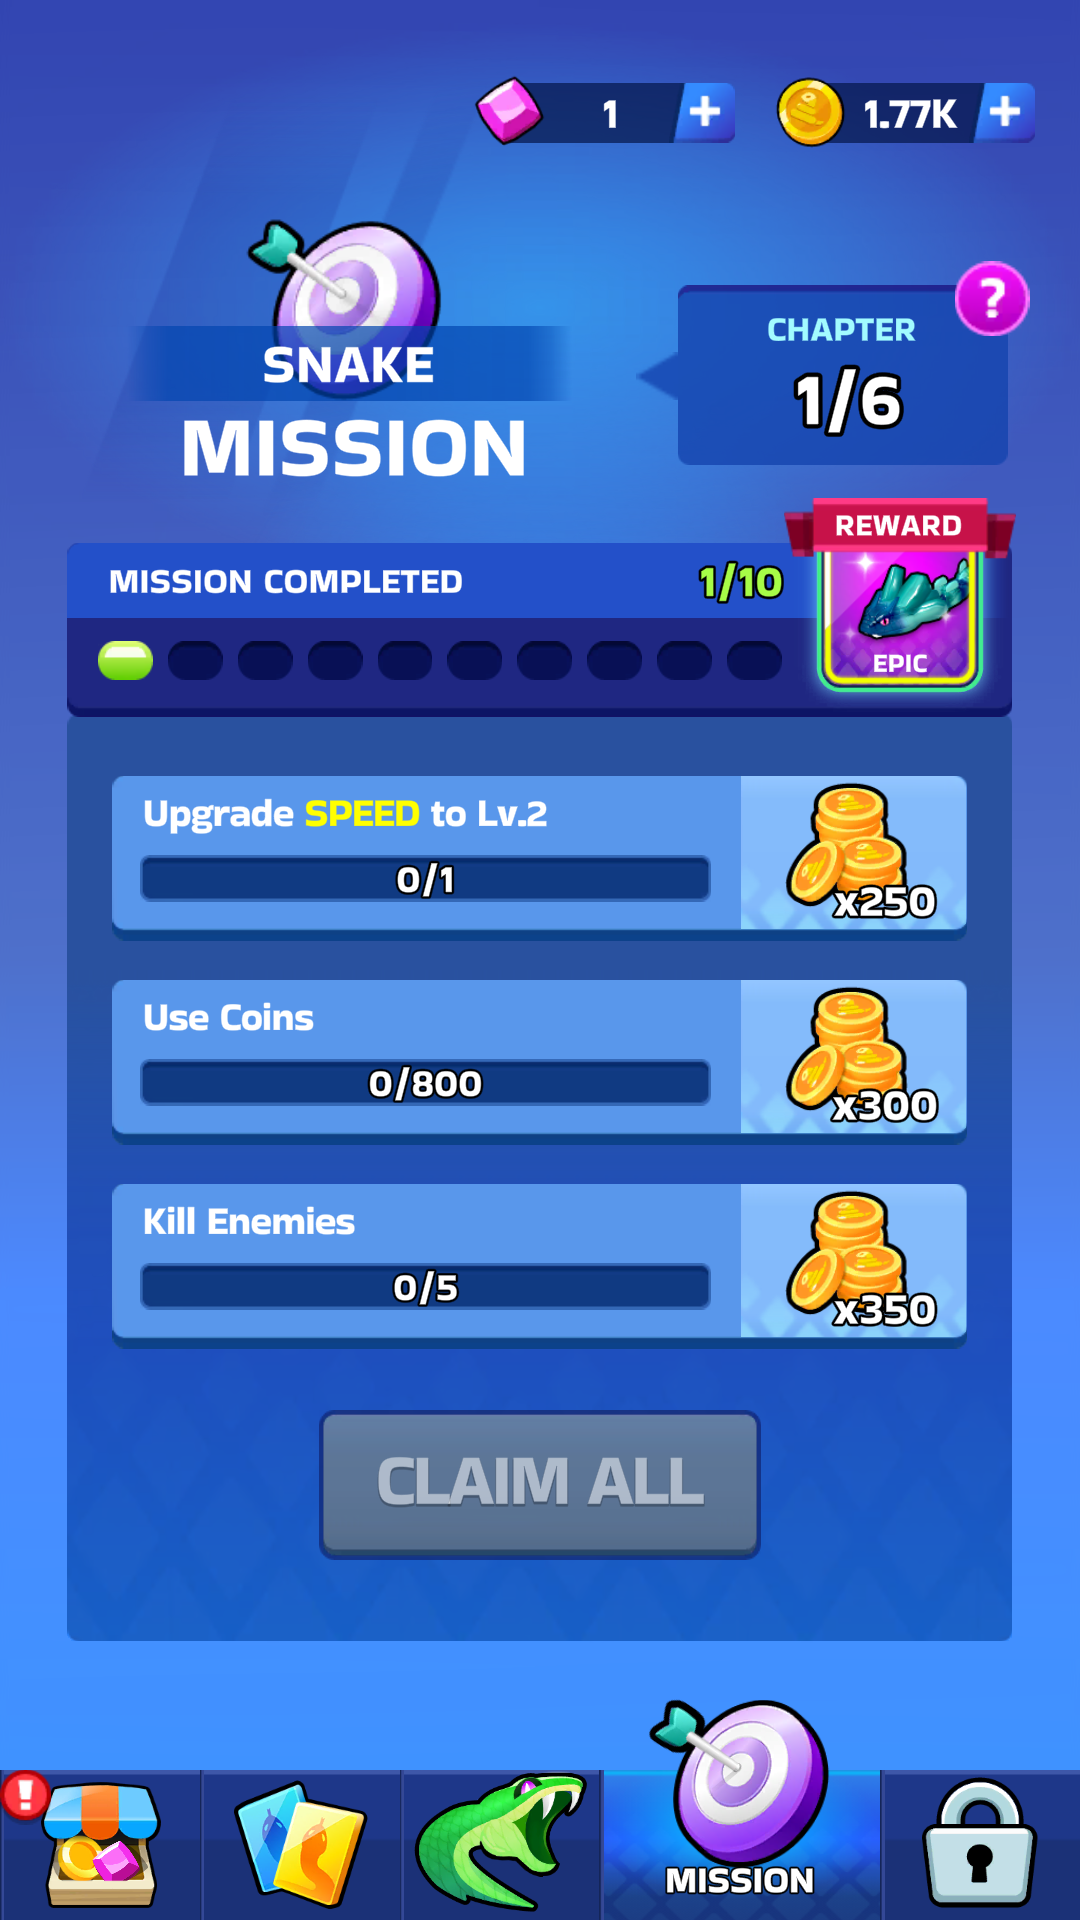 1
+
1.77K
+
SNAKE
MISSION
?
CHAPTER
1/6
REWARD
MISSION COMPLETED
1/10
EPIC
Upgrade SPEED to Lv.2
0/1
x250
Use Coins
0/800
x300
Kill Enemies
0/5
x350
CLAIM ALL
!
MISSION